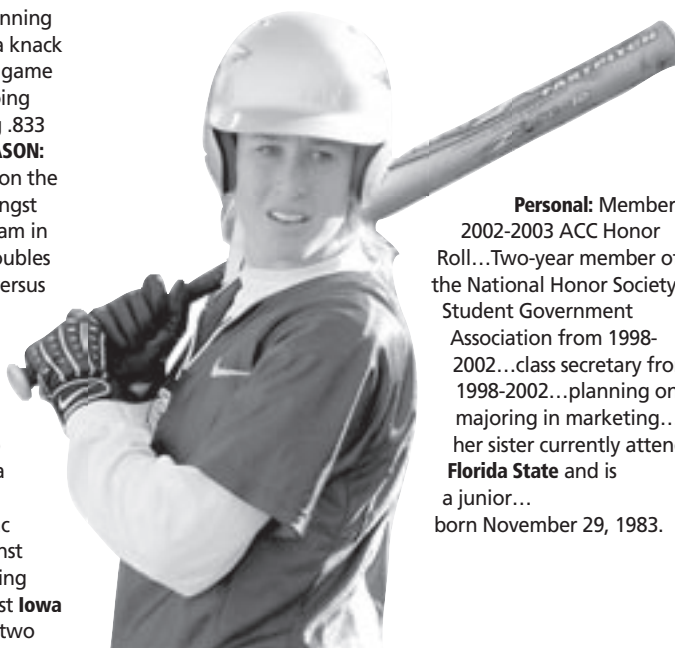 nning
a knack
game
ing
g .833
ASON:
on the
ngst
am in
oubles
ersus
a
c
nst
ing
st Iowa
two
FASTPITCH
Personal: Member
2002-2003 ACC Honor
Roll…Two-year member of
the National Honor Society
Student Government
Association from 1998-
2002…class secretary fro
1998-2002…planning on
majoring in marketing…
her sister currently atten
Florida State and is
a junior…
born November 29, 1983.